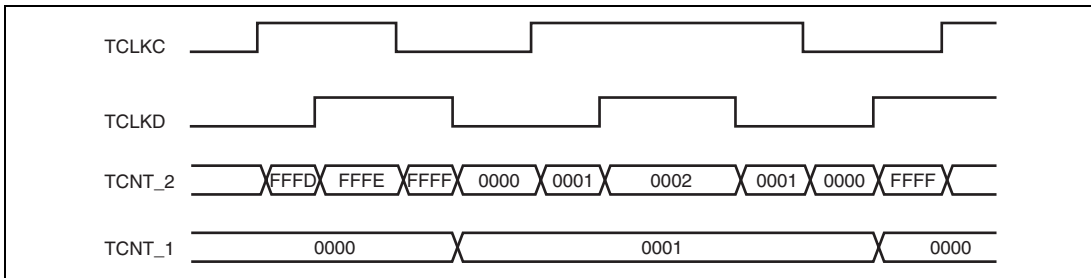 TCLKC
TCLKD
TCNT_2 FFFD FFFE FFFF 0000 0001 0002 0001 0000 FFFF
TCNT_1 0000 0001 0000